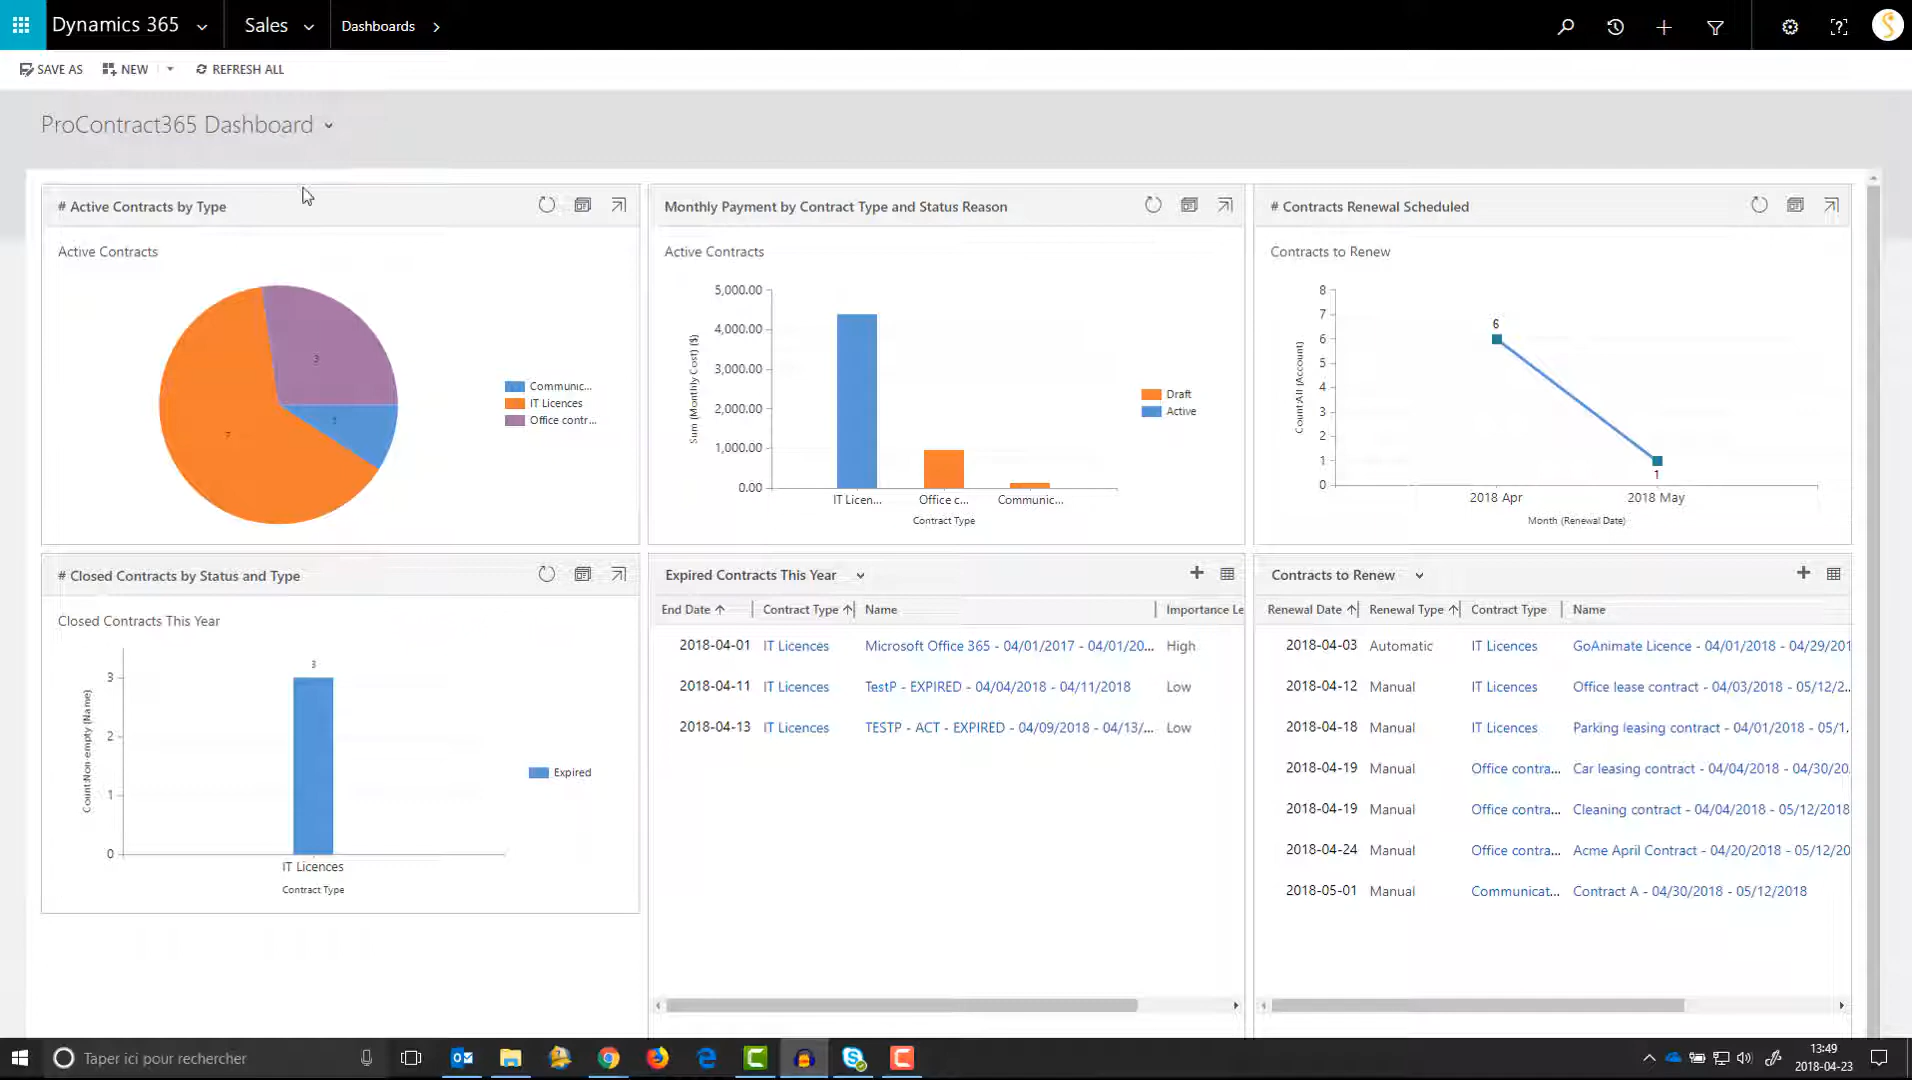 Dynamics 365 Sales Dashboards
SAVE AS NEW REFRESH ALL
ProContract365 Dashboard
# Active Contracts by Type
Active Contracts
3
1
7
Communic...
IT Licences
Office contr...
Monthly Payment by Contract Type and Status Reason
Active Contracts
5,000.00
4,000.00
3,000.00
2,000.00
1,000.00
0.00
Sum (Monthly Cost) ($)
IT Licen... Office c... Communic...
Contract Type
Draft
Active
# Contracts Renewal Scheduled
Contracts to Renew
8
7
6
5
4
3
2
1
0
Count:All (Account)
6
1
2018 Apr 2018 May
Month (Renewal Date)
# Closed Contracts by Status and Type
Closed Contracts This Year
3
2
1
0
Count:Non-empty (Name)
3
IT Licences
Contract Type
Expired
Expired Contracts This Year
End Date Contract Type Name Importance Le
2018-04-01 IT Licences Microsoft Office 365 - 04/01/2017 - 04/01/20... High
2018-04-11 IT Licences TestP - EXPIRED - 04/04/2018 - 04/11/2018 Low
2018-04-13 IT Licences TESTP - ACT - EXPIRED - 04/09/2018 - 04/13/... Low
Contracts to Renew
Renewal Date Renewal Type Contract Type Name
2018-04-03 Automatic IT Licences GoAnimate Licence - 04/01/2018 - 04/29/201
2018-04-12 Manual IT Licences Office lease contract - 04/03/2018 - 05/12/2...
2018-04-18 Manual IT Licences Parking leasing contract - 04/01/2018 - 05/1...
2018-04-19 Manual Office contra... Car leasing contract - 04/04/2018 - 04/30/20
2018-04-19 Manual Office contra... Cleaning contract - 04/04/2018 - 05/12/2018
2018-04-24 Manual Office contra... Acme April Contract - 04/20/2018 - 05/12/20
2018-05-01 Manual Communicat... Contract A - 04/30/2018 - 05/12/2018
Taper ici pour rechercher
13:49
2018-04-23